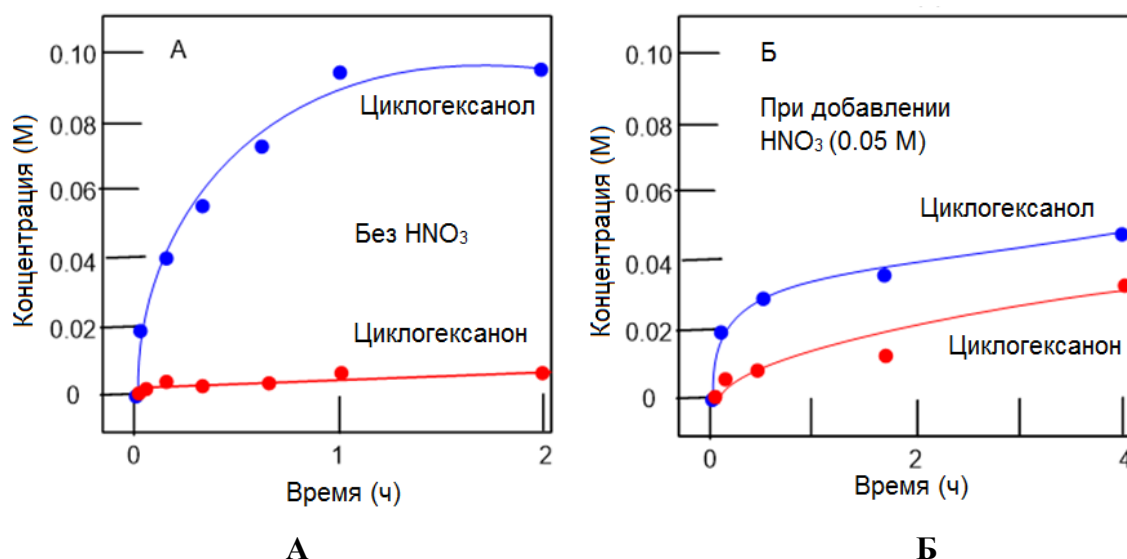 А
0.10
0.08
0.06
0.04
0.02
0
Концентрация (М)
Циклогексанол
Без HNO₃
Циклогексанон
0
1
2
Время (ч)
А
Б
0.10
0.08
0.06
0.04
0.02
0
Концентрация (М)
При добавлении
HNO₃ (0.05 М)
Циклогексанол
Циклогексанон
0
2
4
Время (ч)
Б